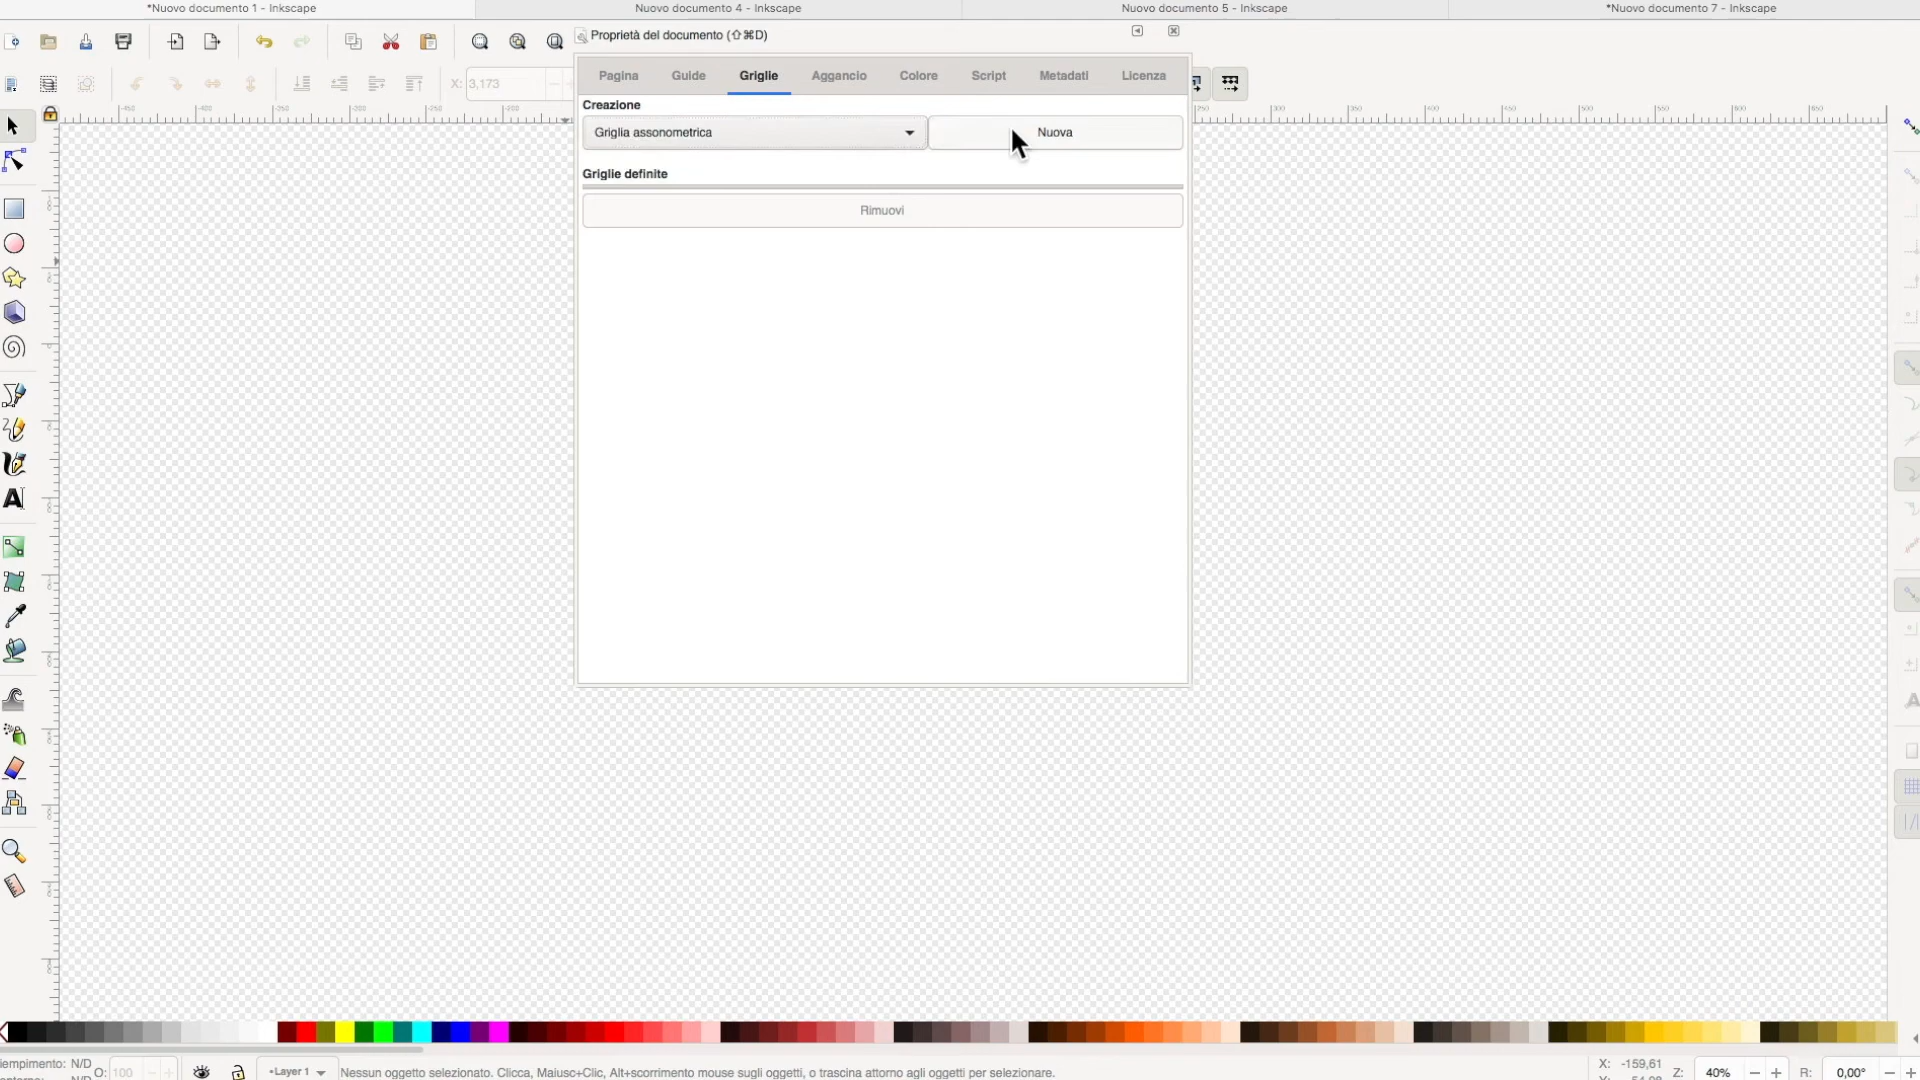 *Nuovo documento 1 - Inkscape
Nuovo documento 4 - Inkscape
Nuovo documento 5 - Inkscape
*Nuovo documento 7 - Inkscape
Proprietà del documento (⇧⌘D)
Pagina Guide Griglie Aggancio Colore Script Metadati Licenza
X: 3,173
Creazione
Griglia assonometrica
Nuova
Griglie definite
Rimuovi
iempimento: N/D
O: 100
•Layer 1
Nessun oggetto selezionato. Clicca, Maiusc+Clic, Alt+scorrimento mouse sugli oggetti, o trascina attorno agli oggetti per selezionare.
X: -159,61
Z: 40%
R: 0,00°